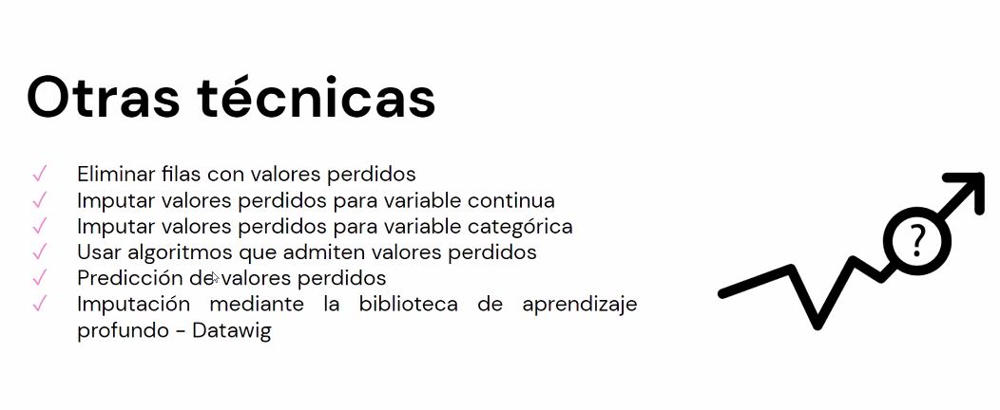 Otras técnicas
✓ Eliminar filas con valores perdidos
✓ Imputar valores perdidos para variable continua
✓ Imputar valores perdidos para variable categórica
✓ Usar algoritmos que admiten valores perdidos
✓ Predicción de valores perdidos
✓ Imputación mediante la biblioteca de aprendizaje
profundo - Datawig
?